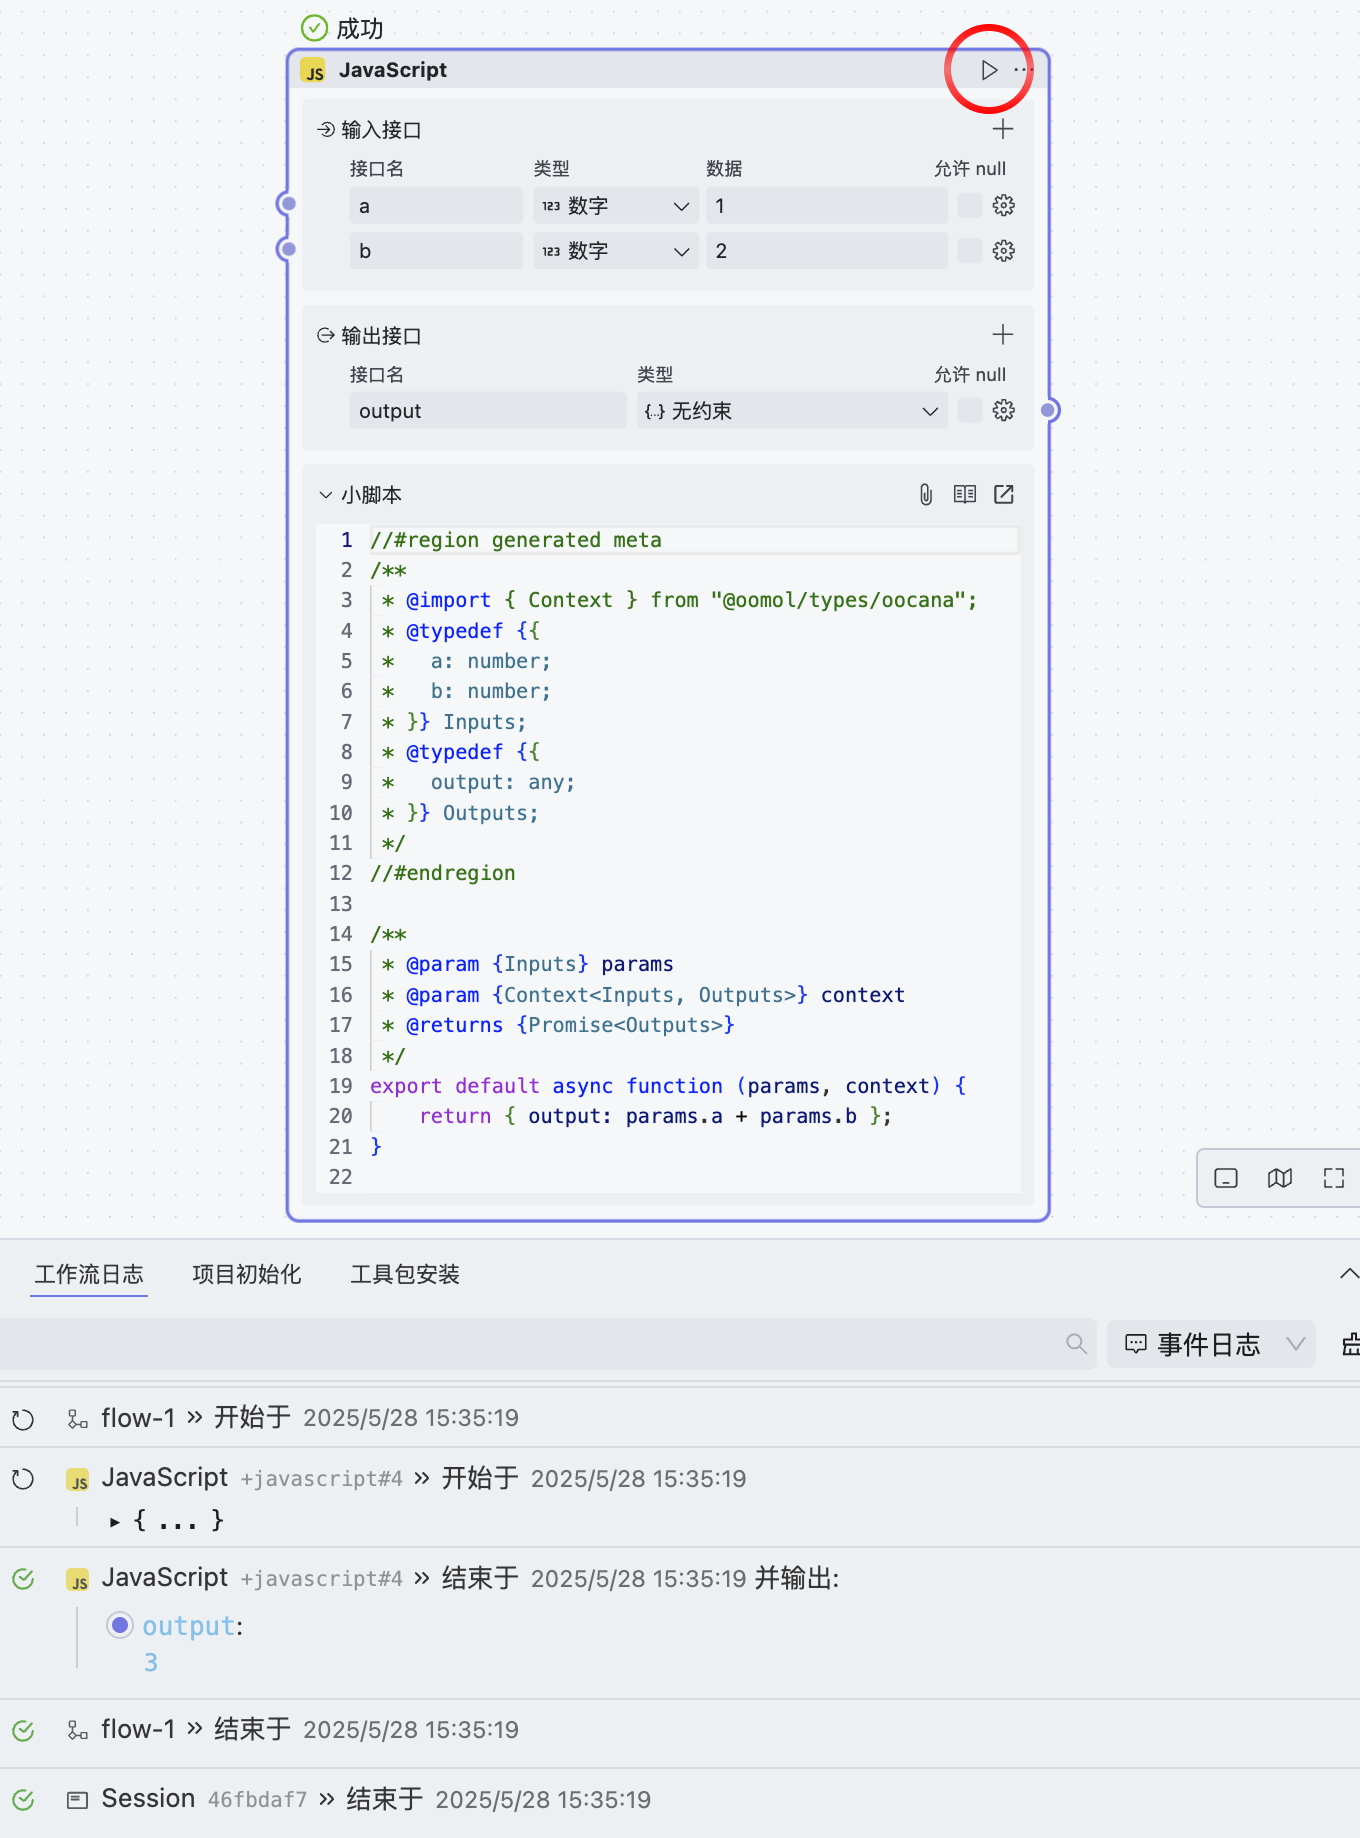 成功
JS JavaScript
输入接口
接口名 类型 数据 允许 null
a 123 数字 1
b 123 数字 2
输出接口
接口名 类型 允许 null
output {..} 无约束
小脚本
1 //#region generated meta
2 /**
3 * @import { Context } from "@oomol/types/oocana";
4 * @typedef {{
5 *   a: number;
6 *   b: number;
7 * }} Inputs;
8 * @typedef {{
9 *   output: any;
10 * }} Outputs;
11 */
12 //#endregion
13
14 /**
15 * @param {Inputs} params
16 * @param {Context<Inputs, Outputs>} context
17 * @returns {Promise<Outputs>}
18 */
19 export default async function (params, context) {
20     return { output: params.a + params.b };
21 }
22
工作流日志 项目初始化 工具包安装
事件日志
flow-1 » 开始于 2025/5/28 15:35:19
JS JavaScript +javascript#4 » 开始于 2025/5/28 15:35:19
▸ { ... }
JS JavaScript +javascript#4 » 结束于 2025/5/28 15:35:19 并输出:
output:
3
flow-1 » 结束于 2025/5/28 15:35:19
Session 46fbdaf7 » 结束于 2025/5/28 15:35:19